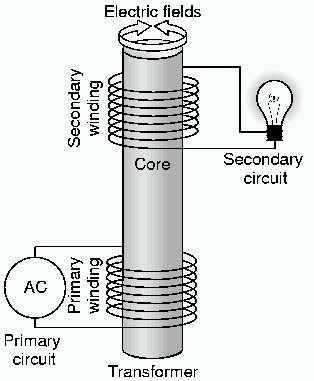 Electric fields
Secondary
winding
Core
Secondary
circuit
AC
Primary
winding
Primary
circuit
Transformer